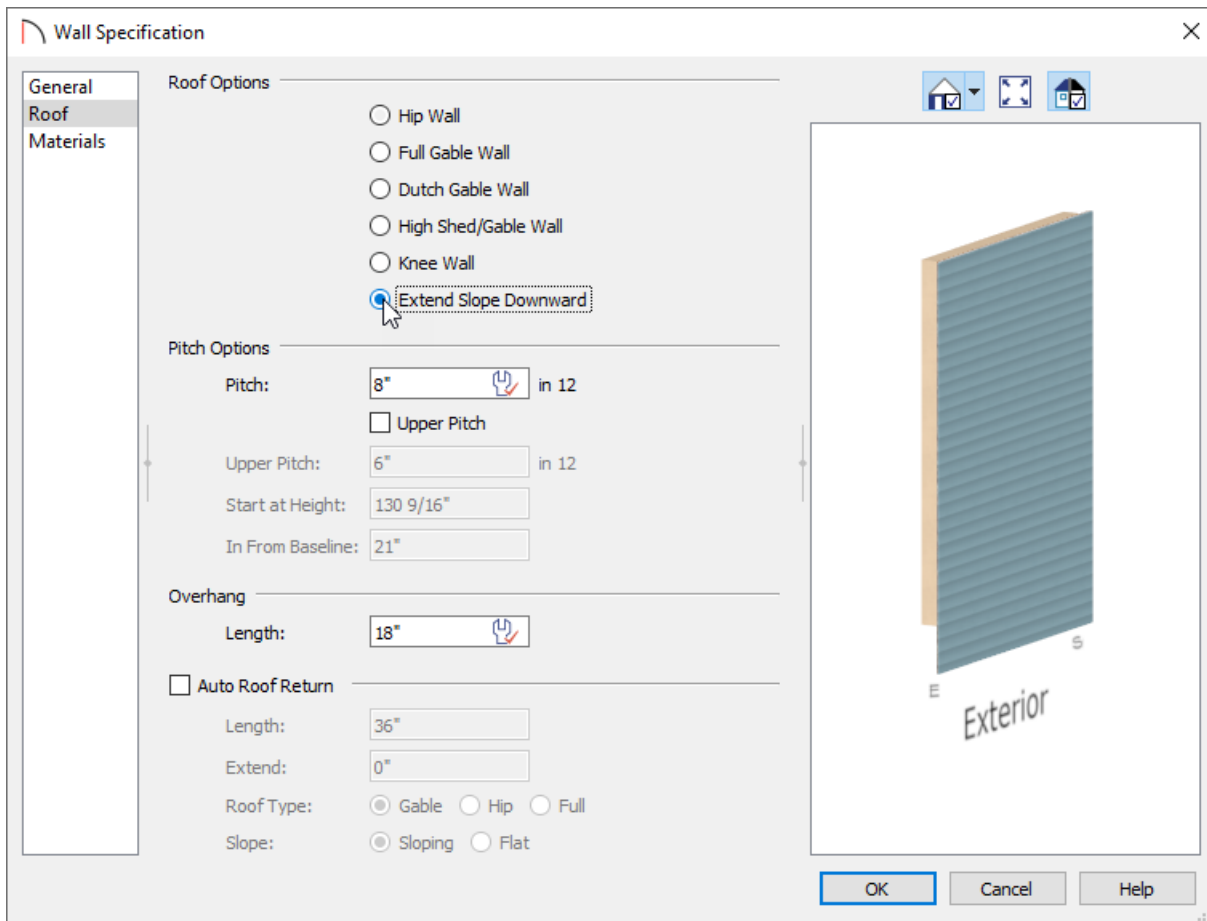 Wall Specification
General
Roof
Materials
Roof Options
Hip Wall
Full Gable Wall
Dutch Gable Wall
High Shed/Gable Wall
Knee Wall
Extend Slope Downward
Pitch Options
Pitch: 8" in 12
Upper Pitch
Upper Pitch: 6" in 12
Start at Height: 130 9/16"
In From Baseline: 21"
Overhang
Length: 18"
Auto Roof Return
Length: 36"
Extend: 0"
Roof Type: Gable Hip Full
Slope: Sloping Flat
E
S
Exterior
OK Cancel Help